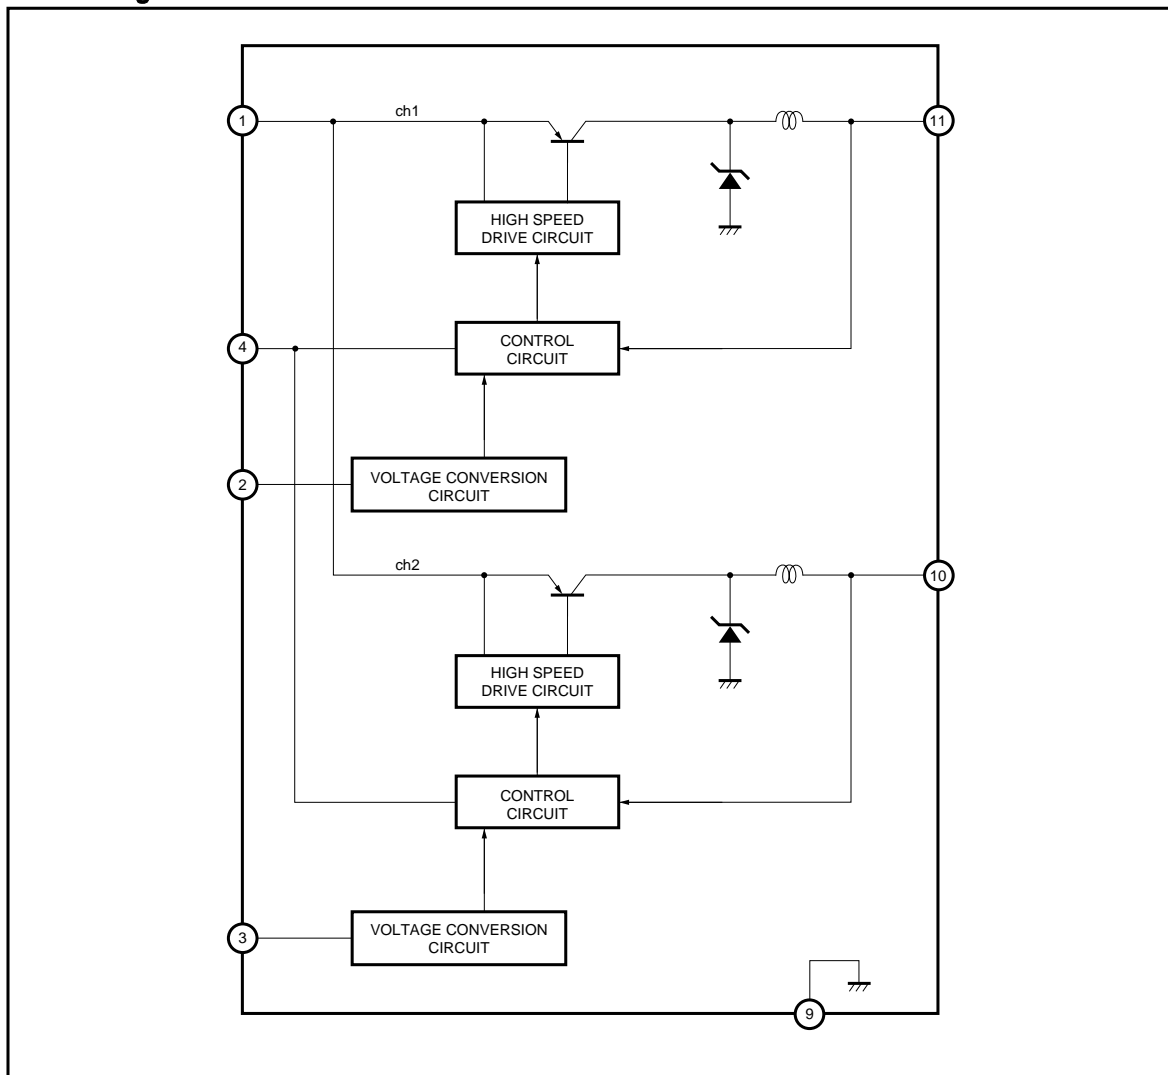 1
ch1
11
HIGH SPEED
DRIVE CIRCUIT
4
CONTROL
CIRCUIT
2
VOLTAGE CONVERSION
CIRCUIT
ch2
10
HIGH SPEED
DRIVE CIRCUIT
CONTROL
CIRCUIT
3
VOLTAGE CONVERSION
CIRCUIT
9